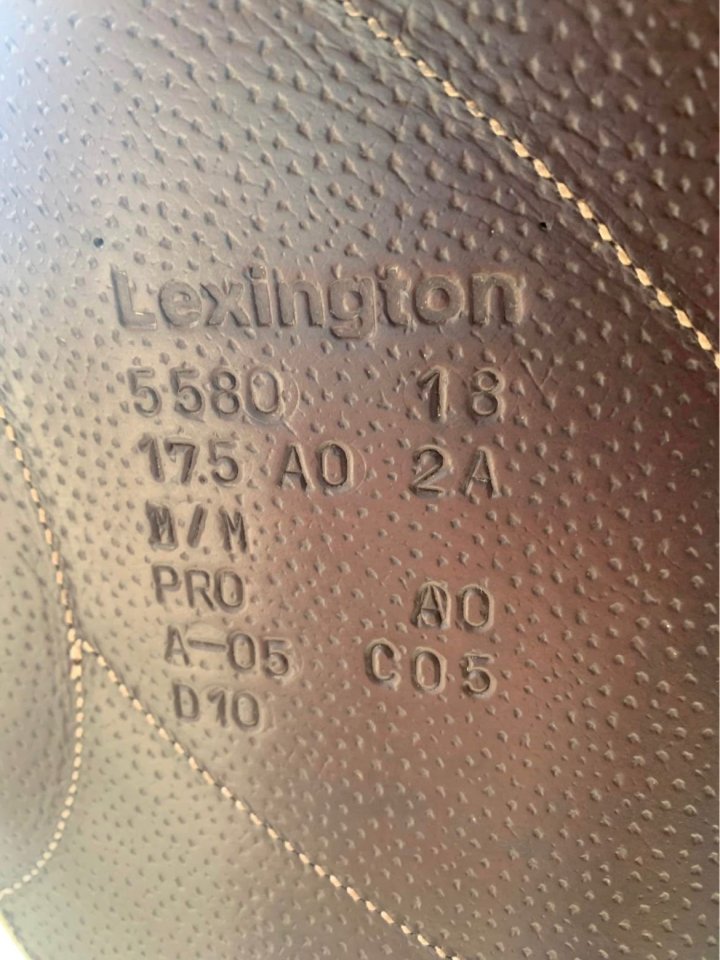 Lexington
5580 18
17.5 A0 2A
M/M
PRO A0
A-05 C05
D10